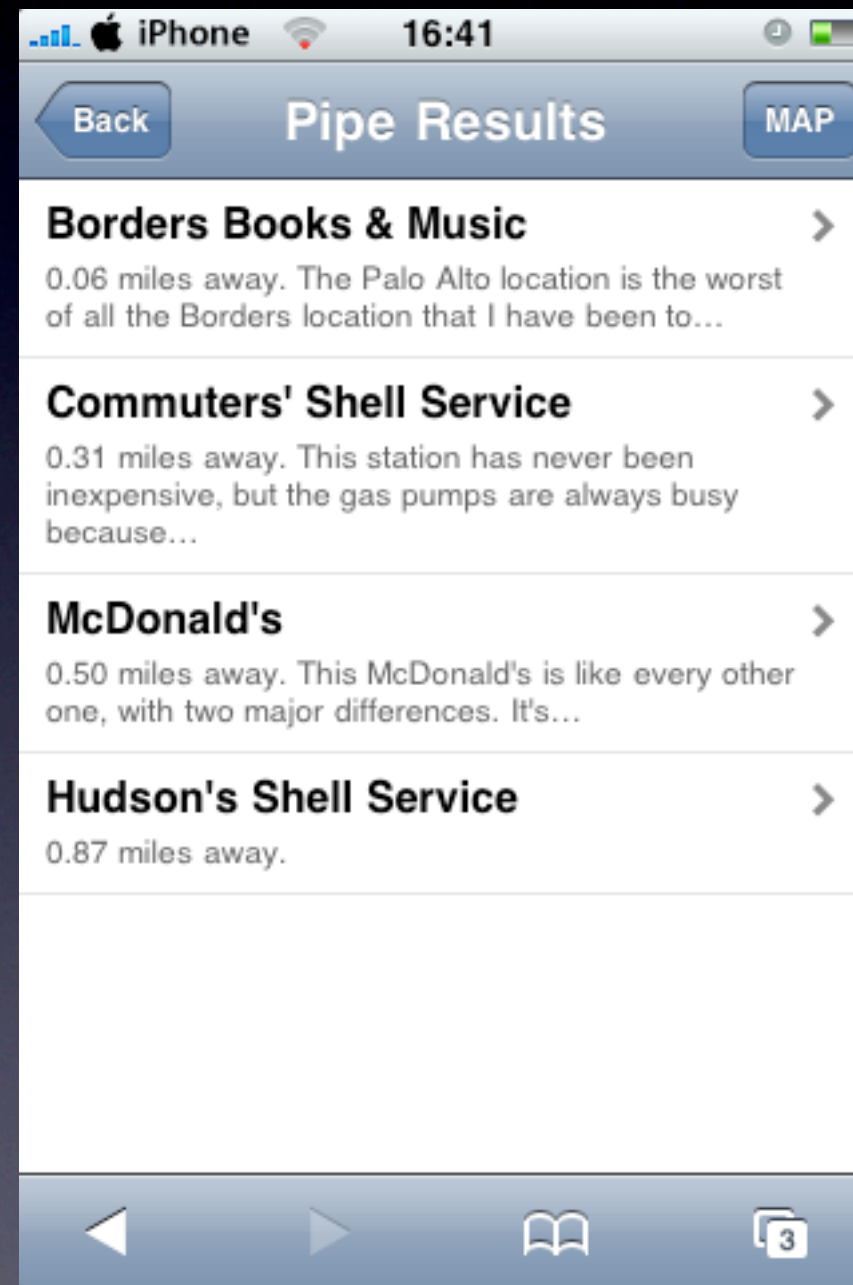 iPhone 16:41
Back Pipe Results MAP
Borders Books & Music
0.06 miles away. The Palo Alto location is the worst
of all the Borders location that I have been to…
Commuters' Shell Service
0.31 miles away. This station has never been
inexpensive, but the gas pumps are always busy
because…
McDonald's
0.50 miles away. This McDonald's is like every other
one, with two major differences. It's…
Hudson's Shell Service
0.87 miles away.
3